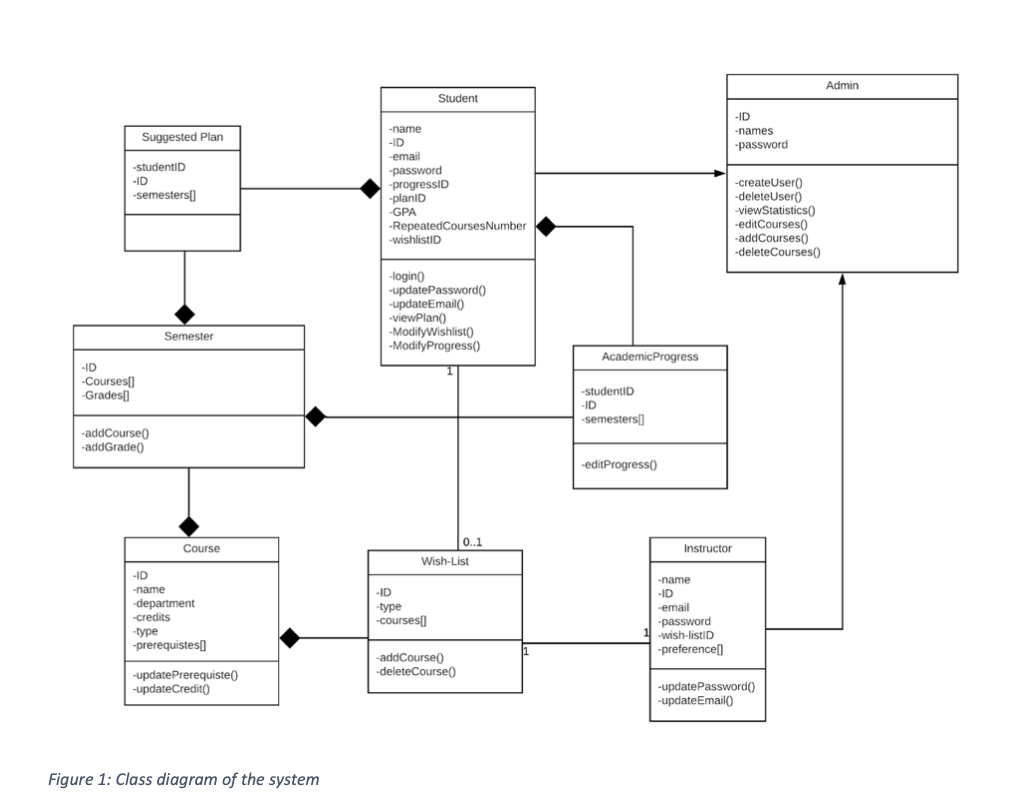 Suggested Plan
-studentID
-ID
-semesters[]
Student
-name
-ID
-email
-password
-progressID
-planID
-GPA
-RepeatedCoursesNumber
-wishlistID
-login()
-updatePassword()
-updateEmail()
-viewPlan()
-ModifyWishlist()
-ModifyProgress()
1
Admin
-ID
-names
-password
-createUser()
-deleteUser()
-viewStatistics()
-editCourses()
-addCourses()
-deleteCourses()
Semester
-ID
-Courses[]
-Grades[]
-addCourse()
-addGrade()
AcademicProgress
-studentID
-ID
-semesters[]
-editProgress()
Course
-ID
-name
-department
-credits
-type
-prerequistes[]
-updatePrerequiste()
-updateCredit()
0..1
Wish-List
-ID
-type
-courses[]
-addCourse()
-deleteCourse()
1
1
Instructor
-name
-ID
-email
-password
-wish-listID
-preference[]
-updatePassword()
-updateEmail()
Figure 1: Class diagram of the system